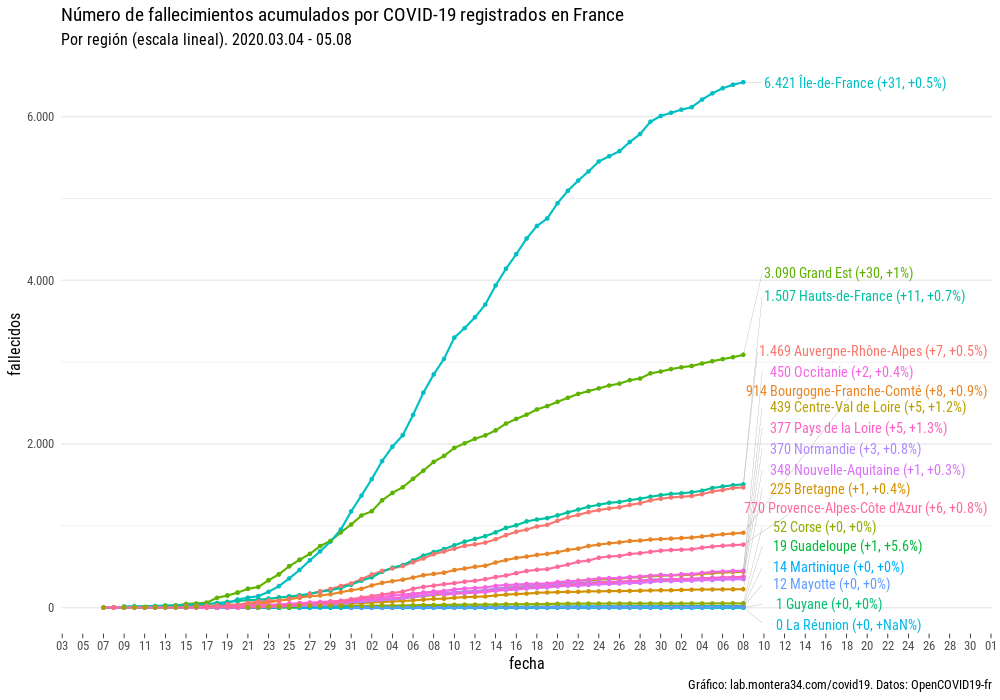 Número de fallecimientos acumulados por COVID-19 registrados en France
Por región (escala lineal). 2020.03.04 - 05.08
fallecidos
6.000
4.000
2.000
0
6.421 Île-de-France (+31, +0.5%)
3.090 Grand Est (+30, +1%)
1.507 Hauts-de-France (+11, +0.7%)
1.469 Auvergne-Rhône-Alpes (+7, +0.5%)
450 Occitanie (+2, +0.4%)
914 Bourgogne-Franche-Comté (+8, +0.9%)
439 Centre-Val de Loire (+5, +1.2%)
377 Pays de la Loire (+5, +1.3%)
370 Normandie (+3, +0.8%)
348 Nouvelle-Aquitaine (+1, +0.3%)
225 Bretagne (+1, +0.4%)
770 Provence-Alpes-Côte d'Azur (+6, +0.8%)
52 Corse (+0, +0%)
19 Guadeloupe (+1, +5.6%)
14 Martinique (+0, +0%)
12 Mayotte (+0, +0%)
1 Guyane (+0, +0%)
0 La Réunion (+0, +NaN%)
03 05 07 09 11 13 15 17 19 21 23 25 27 29 31 02 04 06 08 10 12 14 16 18 20 22 24 26 28 30 02 04 06 08 10 12 14 16 18 20 22 24 26 28 30 01
fecha
Gráfico: lab.montera34.com/covid19. Datos: OpenCOVID19-fr